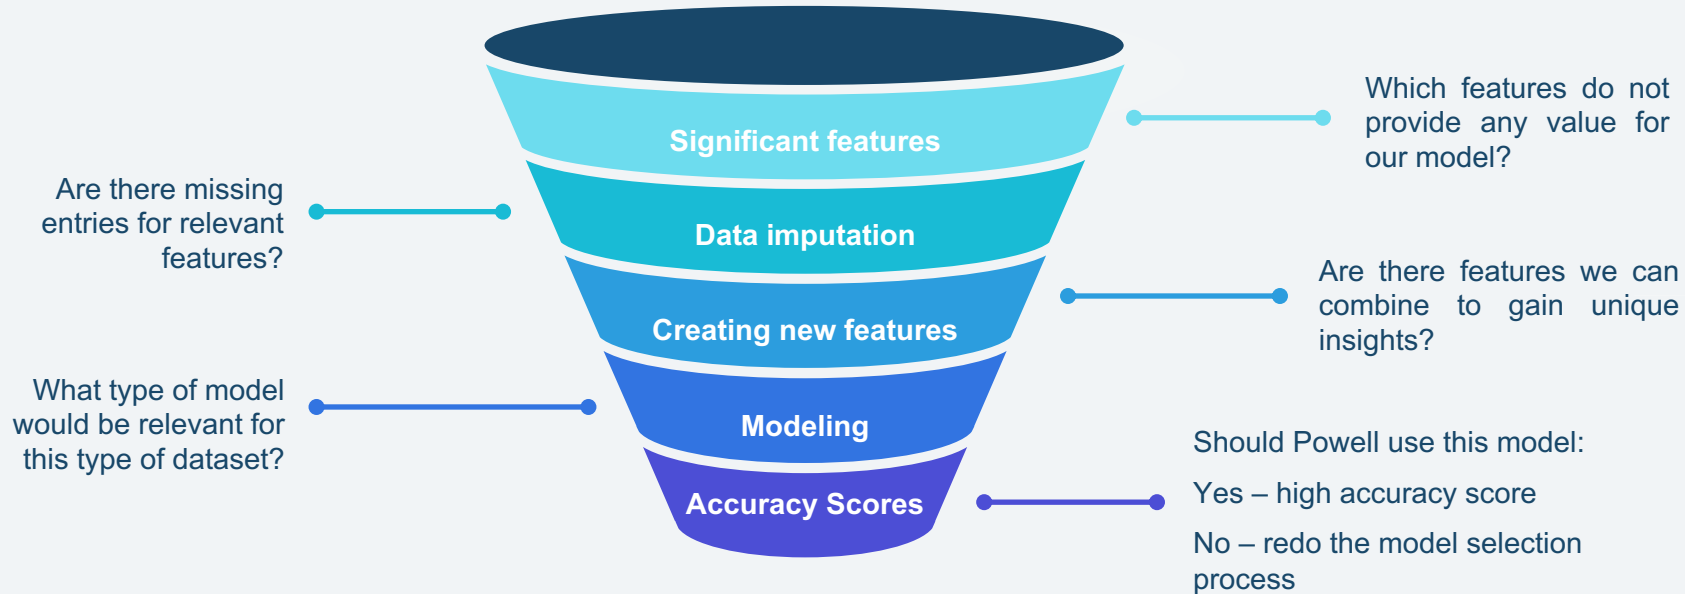 Significant features
Which features do not
provide any value for
our model?
Are there missing
entries for relevant
features?
Data imputation
Creating new features
Are there features we can
combine to gain unique
insights?
What type of model
would be relevant for
this type of dataset?
Modeling
Accuracy Scores
Should Powell use this model:
Yes – high accuracy score
No – redo the model selection
process